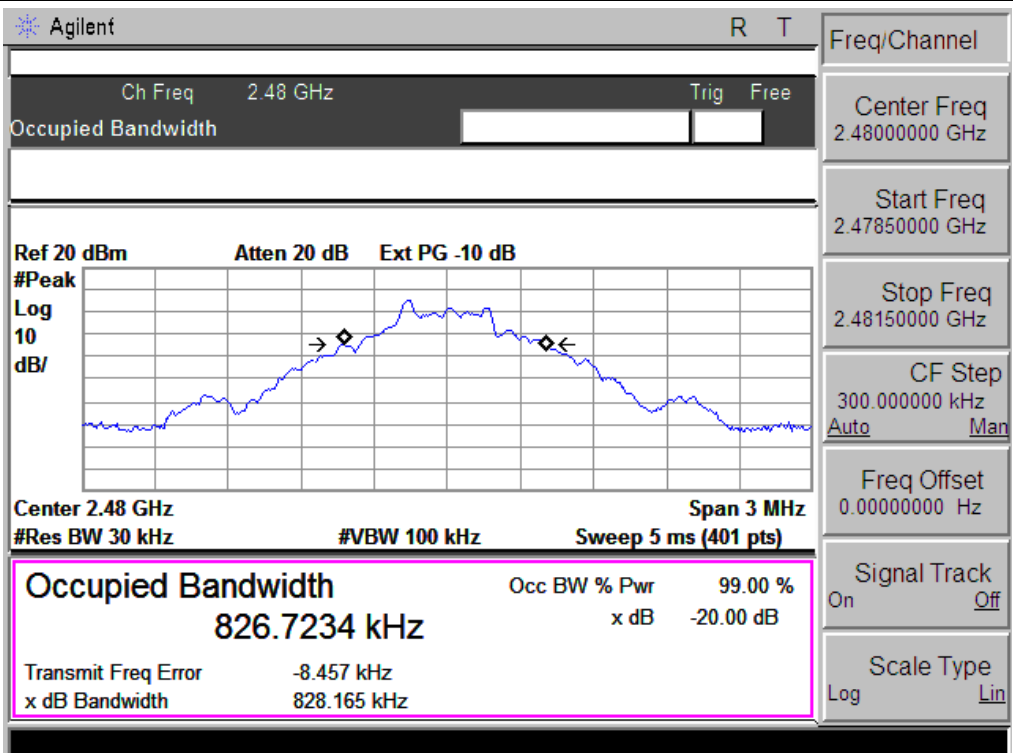 Agilent R T
Ch Freq 2.48 GHz Trig Free
Occupied Bandwidth
Ref 20 dBm Atten 20 dB Ext PG -10 dB
#Peak
Log
10
dB/
Center 2.48 GHz Span 3 MHz
#Res BW 30 kHz #VBW 100 kHz Sweep 5 ms (401 pts)
Occupied Bandwidth Occ BW % Pwr 99.00 %
826.7234 kHz x dB -20.00 dB
Transmit Freq Error -8.457 kHz
x dB Bandwidth 828.165 kHz
Freq/Channel
Center Freq
2.48000000 GHz
Start Freq
2.47850000 GHz
Stop Freq
2.48150000 GHz
CF Step
300.000000 kHz
Auto Man
Freq Offset
0.00000000 Hz
Signal Track
On Off
Scale Type
Log Lin